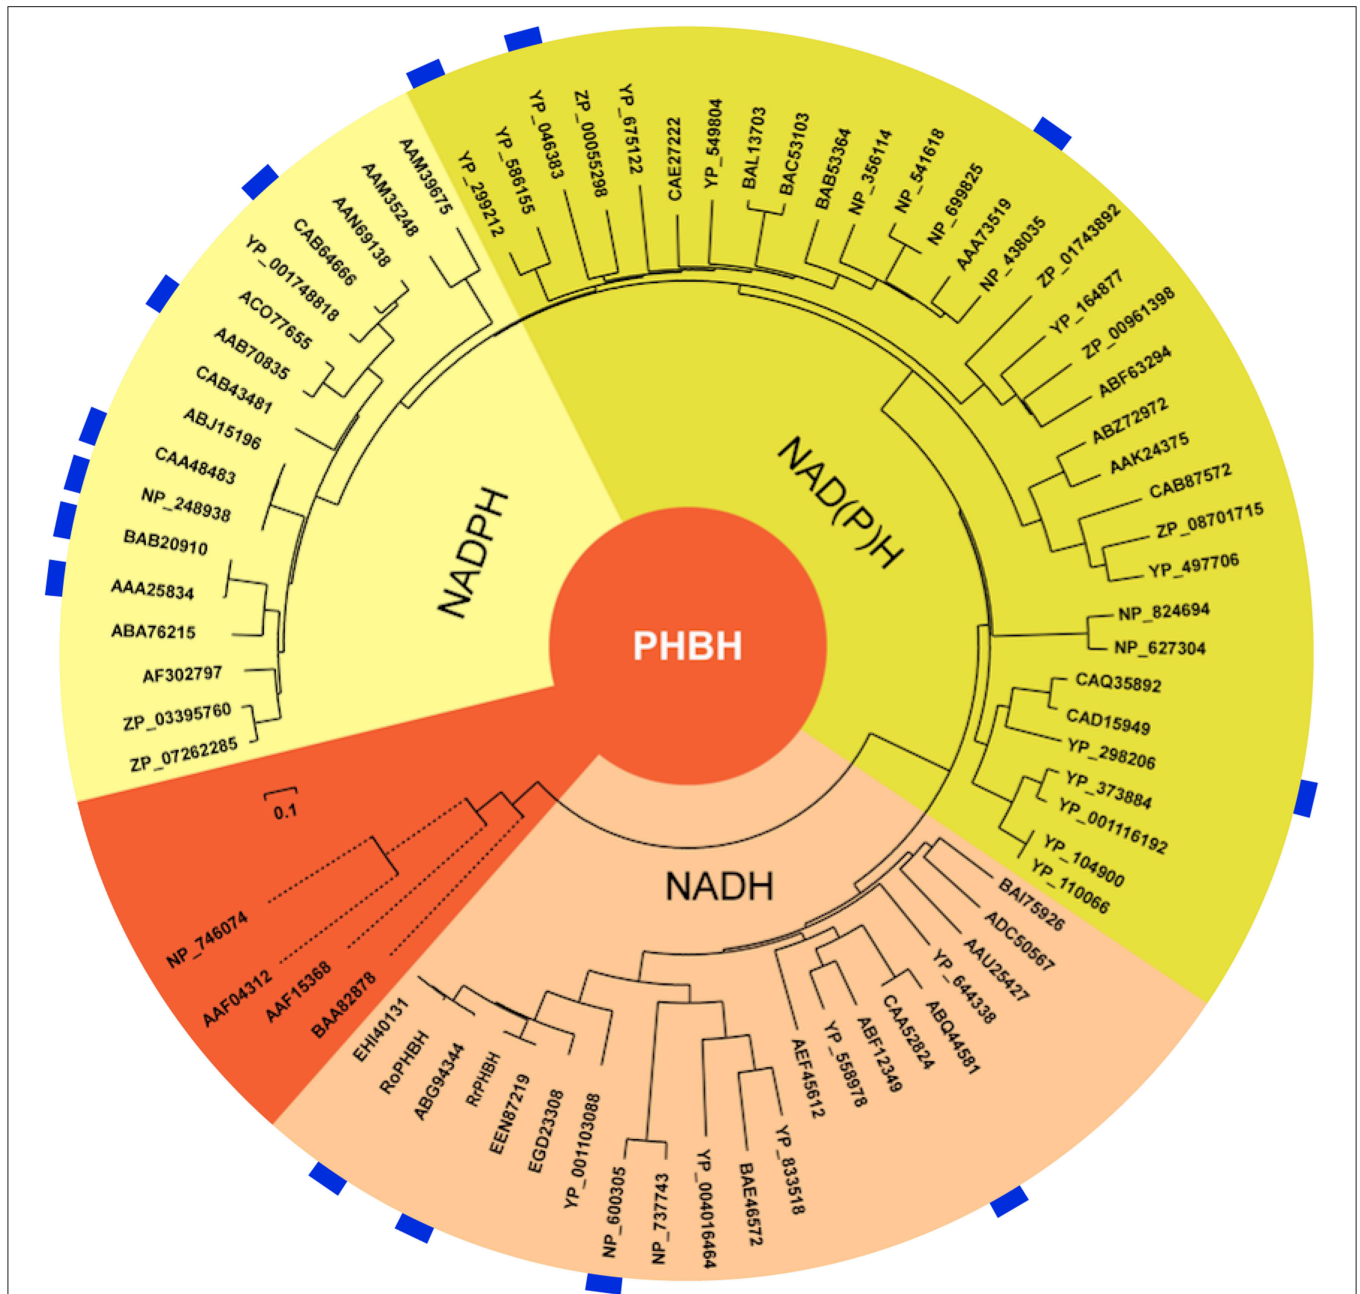 AAM39675
AAM35248
AAN69138
CAB64666
YP_001748818
ACO77655
AAB70835
CAB43481
ABJ15196
CAA48483
NP_248938
BAB20910
AAA25834
ABA76215
AF302797
ZP_03395760
ZP_07262285
YP_299212
YP_586155
YP_046383
ZP_00055298
YP_675122
CAE27222
YP_549804
BAL13703
BAC53103
BAB53364
NP_356114
NP_541618
NP_699825
AAA73519
NP_438035
ZP_01743892
YP_164877
ZP_00961398
ABF63294
ABZ72972
AAK24375
CAB87572
ZP_08701715
YP_497706
NP_824694
NP_627304
CAQ35892
CAD15949
YP_298206
YP_373884
YP_001116192
YP_104900
YP_110066
BAI75926
ADC50567
AAU25427
YP_644338
ABQ44581
CAA52824
ABF12349
YP_558978
AEF45612
YP_833518
BAE46572
YP_004016464
NP_737743
NP_600305
YP_001103088
EGD23308
EEN87219
RrPHBH
ABG94344
RoPHBH
EHI40131
BAA82878
AAF15368
AAF04312
NP_746074
0.1
NADPH
NAD(P)H
PHBH
NADH